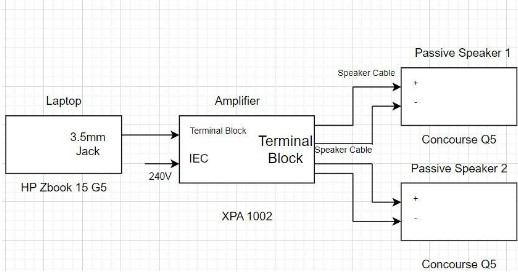 Passive Speaker 1
Speaker Cable
+
-
Laptop
Amplifier
3.5mm
Jack
Terminal Block
Terminal
Block
IEC
240V
Speaker Cable
Concourse Q5
Passive Speaker 2
HP Zbook 15 G5
XPA 1002
+
-
Concourse Q5